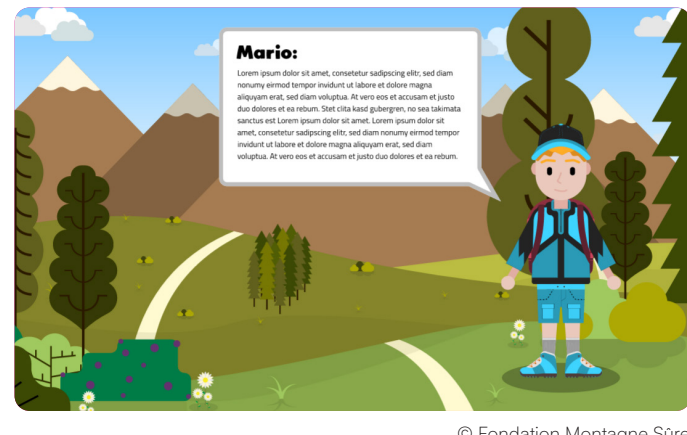 Mario:
Lorem ipsum dolor sit amet, consetetur sadipscing elitr, sed diam
nonumy eirmod tempor invidunt ut labore et dolore magna
aliquyam erat, sed diam voluptua. At vero eos et accusam et justo
duo dolores et ea rebum. Stet clita kasd gubergren, no sea takimata
sanctus est Lorem ipsum dolor sit amet. Lorem ipsum dolor sit
amet, consetetur sadipscing elitr, sed diam nonumy eirmod tempor
invidunt ut labore et dolore magna aliquyam erat, sed diam
voluptua. At vero eos et accusam et justo duo dolores et ea rebum.
© Fondation Montagne Sûre